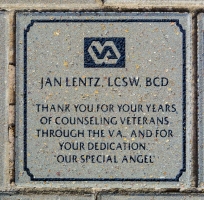 VA
JAN LENTZ, LCSW, BCD
THANK YOU FOR YOUR YEARS
OF COUNSELING VETERANS
THROUGH THE V.A. AND FOR
YOUR DEDICATION
"OUR SPECIAL ANGEL"